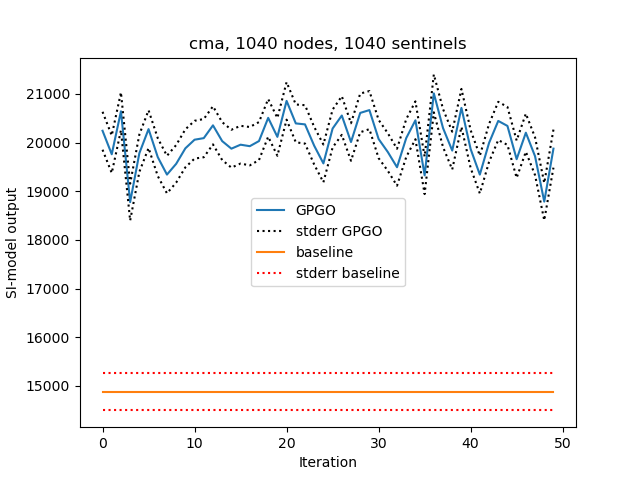 cma, 1040 nodes, 1040 sentinels
21000
20000
19000
18000
17000
16000
15000
SI-model output
GPGO
stderr GPGO
baseline
stderr baseline
0 10 20 30 40 50
Iteration